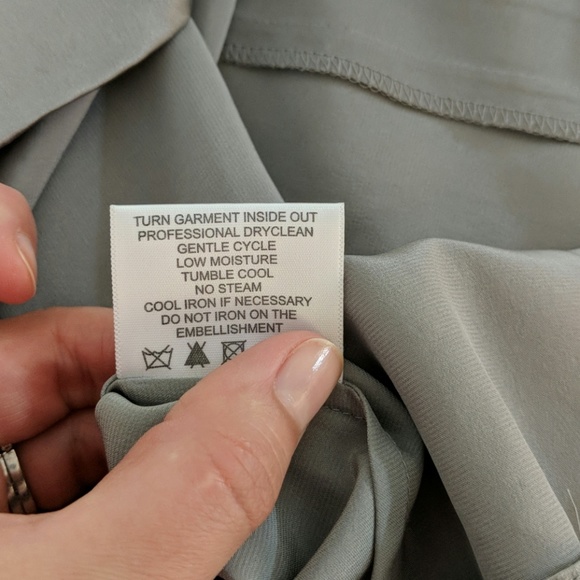 TURN GARMENT INSIDE OUT
PROFESSIONAL DRYCLEAN
GENTLE CYCLE
LOW MOISTURE
TUMBLE COOL
NO STEAM
COOL IRON IF NECESSARY
DO NOT IRON ON THE
EMBELLISHMENT